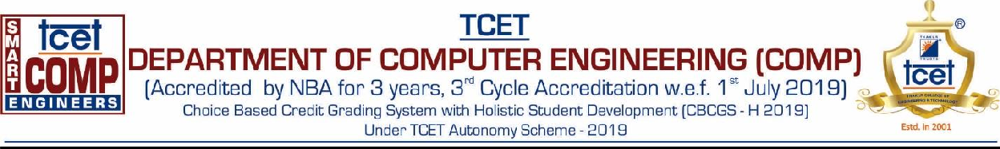 SMART
tcet
COMP
ENGINEERS
TCET
DEPARTMENT OF COMPUTER ENGINEERING (COMP)
(Accredited by NBA for 3 years, 3rd Cycle Accreditation w.e.f. 1st July 2019)
Choice Based Credit Grading System with Holistic Student Development (CBCGS - H 2019)
Under TCET Autonomy Scheme - 2019
®
THAKUR
TRUSTS
tcet
THAKUR COLLEGE OF
ENGINEERING & TECHNOLOGY
Estd. in 2001